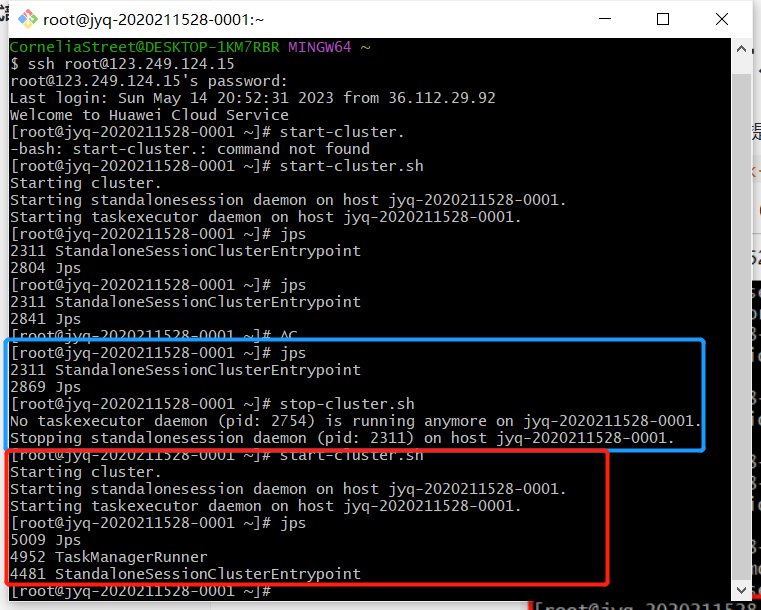 root@jyq-2020211528-0001:~
CorneliaStreet@DESKTOP-1KM7RBR MINGW64 ~
$ ssh root@123.249.124.15
root@123.249.124.15's password:
Last login: Sun May 14 20:52:31 2023 from 36.112.29.92
Welcome to Huawei Cloud Service
[root@jyq-2020211528-0001 ~]# start-cluster.
-bash: start-cluster.: command not found
[root@jyq-2020211528-0001 ~]# start-cluster.sh
Starting cluster.
Starting standalonesession daemon on host jyq-2020211528-0001.
Starting taskexecutor daemon on host jyq-2020211528-0001.
[root@jyq-2020211528-0001 ~]# jps
2311 StandaloneSessionClusterEntrypoint
2804 Jps
[root@jyq-2020211528-0001 ~]# jps
2311 StandaloneSessionClusterEntrypoint
2841 Jps
[root@jyq-2020211528-0001 ~]# ^C
[root@jyq-2020211528-0001 ~]# jps
2311 StandaloneSessionClusterEntrypoint
2869 Jps
[root@jyq-2020211528-0001 ~]# stop-cluster.sh
No taskexecutor daemon (pid: 2754) is running anymore on jyq-2020211528-0001.
Stopping standalonesession daemon (pid: 2311) on host jyq-2020211528-0001.
[root@jyq-2020211528-0001 ~]# start-cluster.sh
Starting cluster.
Starting standalonesession daemon on host jyq-2020211528-0001.
Starting taskexecutor daemon on host jyq-2020211528-0001.
[root@jyq-2020211528-0001 ~]# jps
5009 Jps
4952 TaskManagerRunner
4481 StandaloneSessionClusterEntrypoint
[root@jyq-2020211528-0001 ~]#